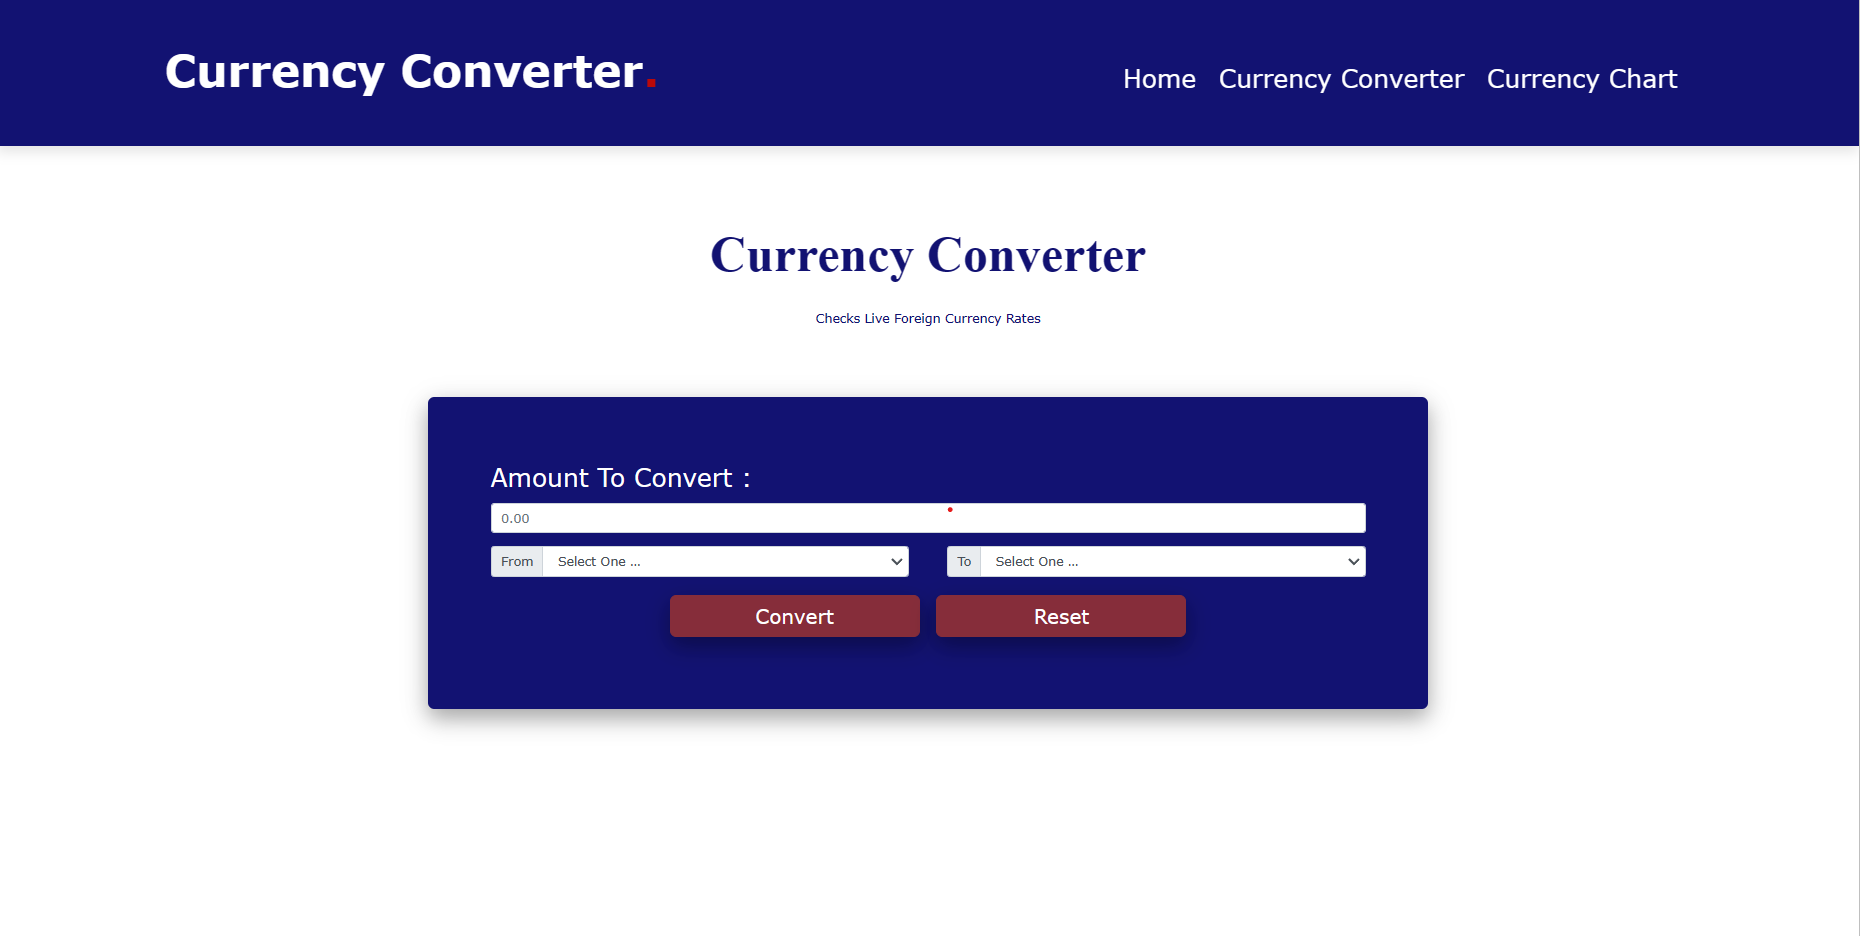 Currency Converter.
Home Currency Converter Currency Chart
Currency Converter
Checks Live Foreign Currency Rates
Amount To Convert :
0.00
From Select One ... To Select One ...
Convert Reset